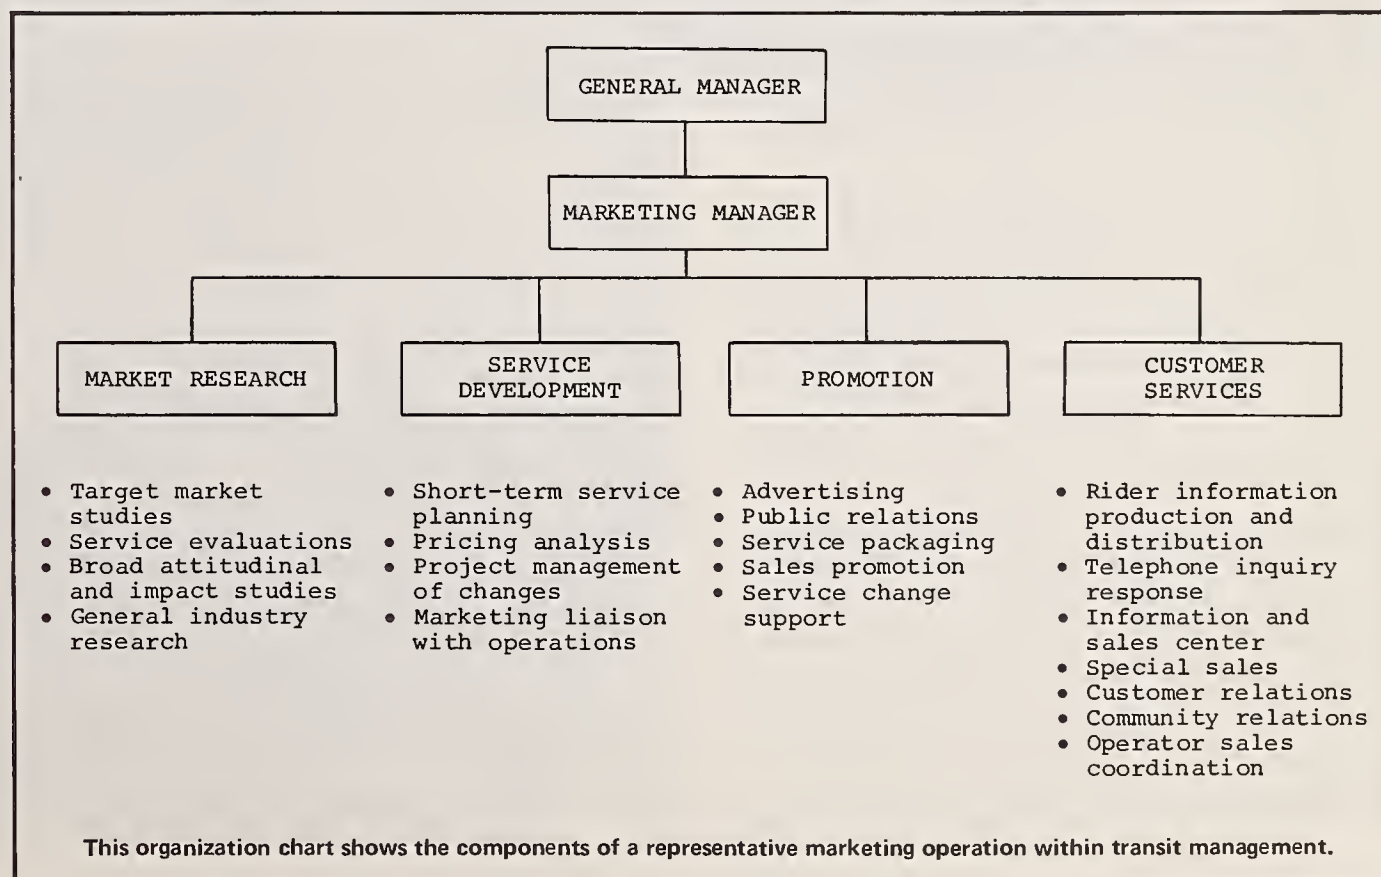 GENERAL MANAGER
MARKETING MANAGER
MARKET RESEARCH
SERVICE
DEVELOPMENT
PROMOTION
CUSTOMER
SERVICES
• Target market
studies
• Service evaluations
• Broad attitudinal
and impact studies
• General industry
research
• Short-term service
planning
• Pricing analysis
• Project management
of changes
• Marketing liaison
with operations
• Advertising
• Public relations
• Service packaging
• Sales promotion
• Service change
support
• Rider information
production and
distribution
• Telephone inquiry
response
• Information and
sales center
• Special sales
• Customer relations
• Community relations
• Operator sales
coordination
This organization chart shows the components of a representative marketing operation within transit management.